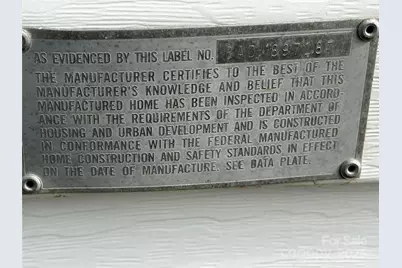 AS EVIDENCED BY THIS LABEL NO.
THE MANUFACTURER CERTIFIES TO THE BEST OF THE
MANUFACTURER'S KNOWLEDGE AND BELIEF THAT THIS
MANUFACTURED HOME HAS BEEN INSPECTED IN ACCORD-
ANCE WITH THE REQUIREMENTS OF THE DEPARTMENT OF
HOUSING AND URBAN DEVELOPMENT AND IS CONSTRUCTED
IN CONFORMANCE WITH THE FEDERAL MANUFACTURED
HOME CONSTRUCTION AND SAFETY STANDARDS IN EFFECT
ON THE DATE OF MANUFACTURE. SEE DATA PLATE.
For Sale